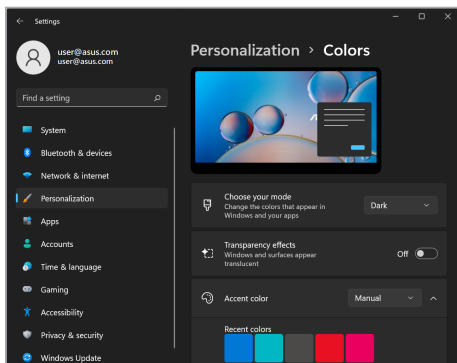 Settings
user@asus.com
user@asus.com
Find a setting
System
Bluetooth & devices
Network & internet
Personalization
Apps
Accounts
Time & language
Gaming
Accessibility
Privacy & security
Windows Update
Personalization › Colors
Choose your mode
Change the colors that appear in
Windows and your apps
Dark
Transparency effects
Windows and surfaces appear
translucent
Off
Accent color
Manual
Recent colors